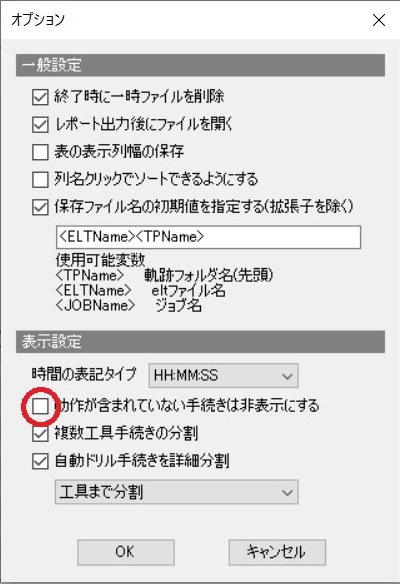 オプション
一般設定
終了時に一時ファイルを削除
レポート出力後にファイルを開く
表の表示列幅の保存
列名クリックでソートできるようにする
保存ファイル名の初期値を指定する(拡張子を除く)
<ELTName><TPName>
使用可能変数
<TPName> 軌跡フォルダ名(先頭)
<ELTName> eltファイル名
<JOBName> ジョブ名
表示設定
時間の表記タイプ HH:MM:SS
動作が含まれていない手続きは非表示にする
複数工具手続きの分割
自動ドリル手続きを詳細分割
工具まで分割
OK キャンセル